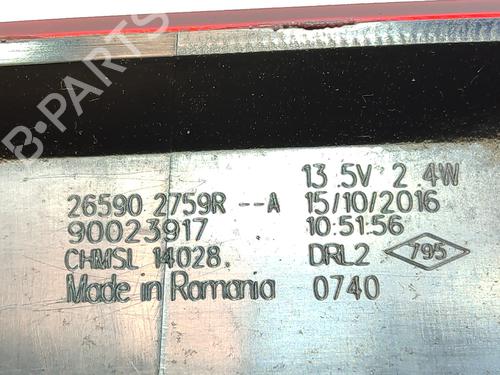 B-PARTS
13.5V 2.4W
26590 2759R --A 15/10/2016
90023917 10:51:56
CHMSL 14028. DRL2 795
Made in Romania 0740